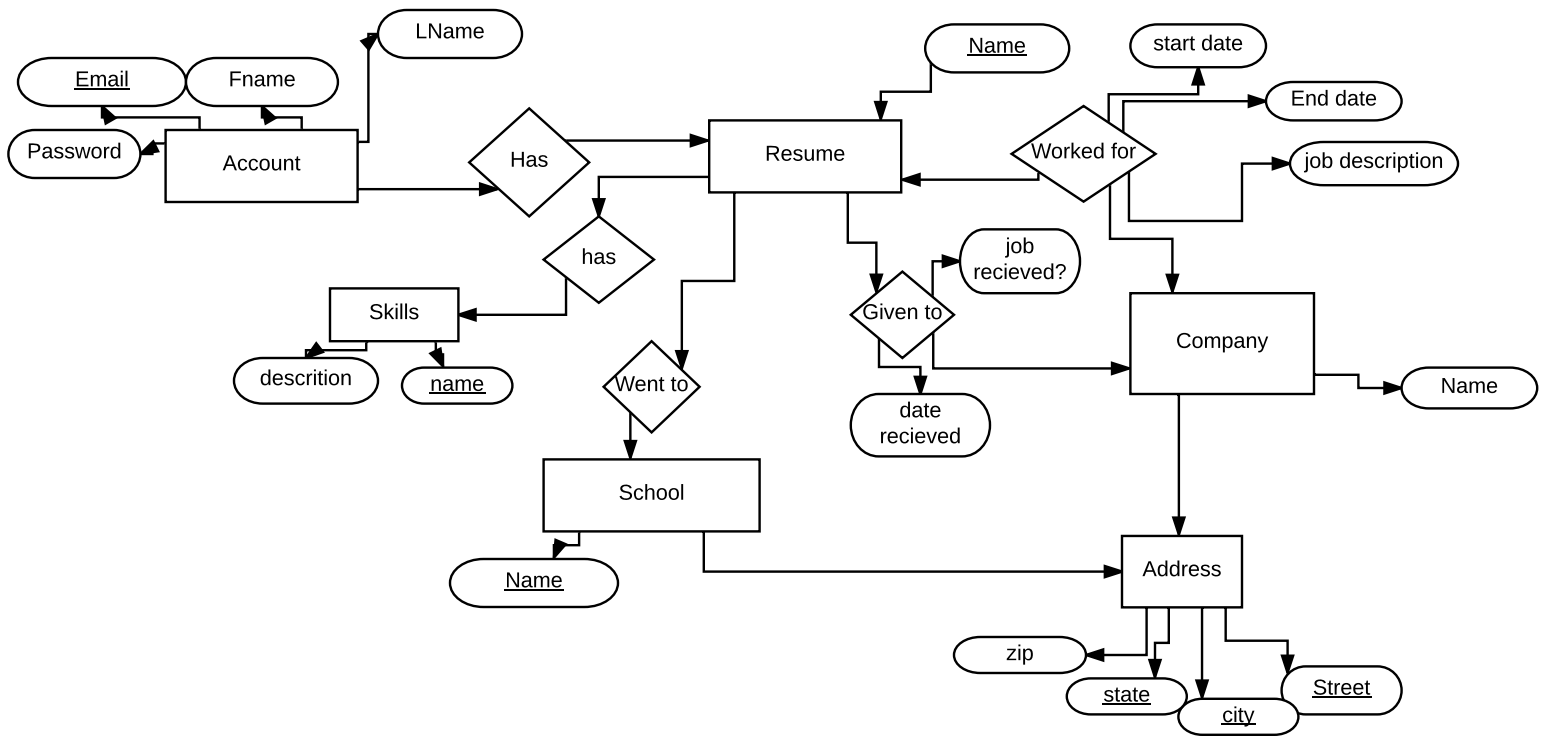 LName
Name
start date
Email
Fname
End date
Password
Account
Has
Resume
Worked for
job description
has
job
recieved?
Skills
Given to
Company
descrition
name
Went to
Name
date
recieved
School
Name
Address
zip
state
city
Street